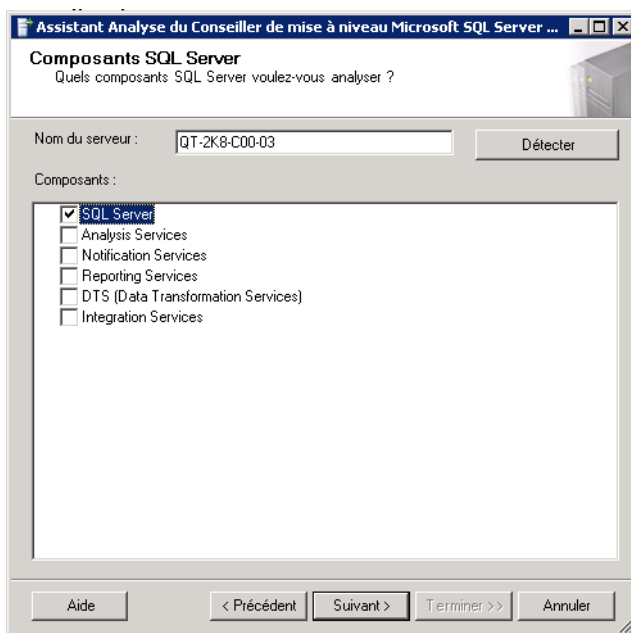 Assistant Analyse du Conseiller de mise à niveau Microsoft SQL Server ...
Composants SQL Server
Quels composants SQL Server voulez-vous analyser ?
Nom du serveur :
QT-2K8-C00-03
Détecter
Composants :
SQL Server
Analysis Services
Notification Services
Reporting Services
DTS (Data Transformation Services)
Integration Services
Aide
< Précédent
Suivant >
Terminer >>
Annuler